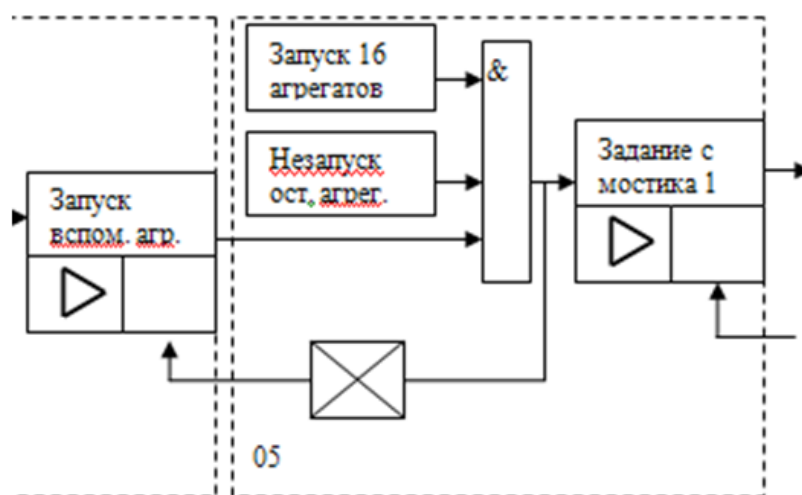 Запуск 16
агрегатов
&
Незапуск
ост. агрег.
Задание с
мостика 1
Запуск
вспом. агр.
05